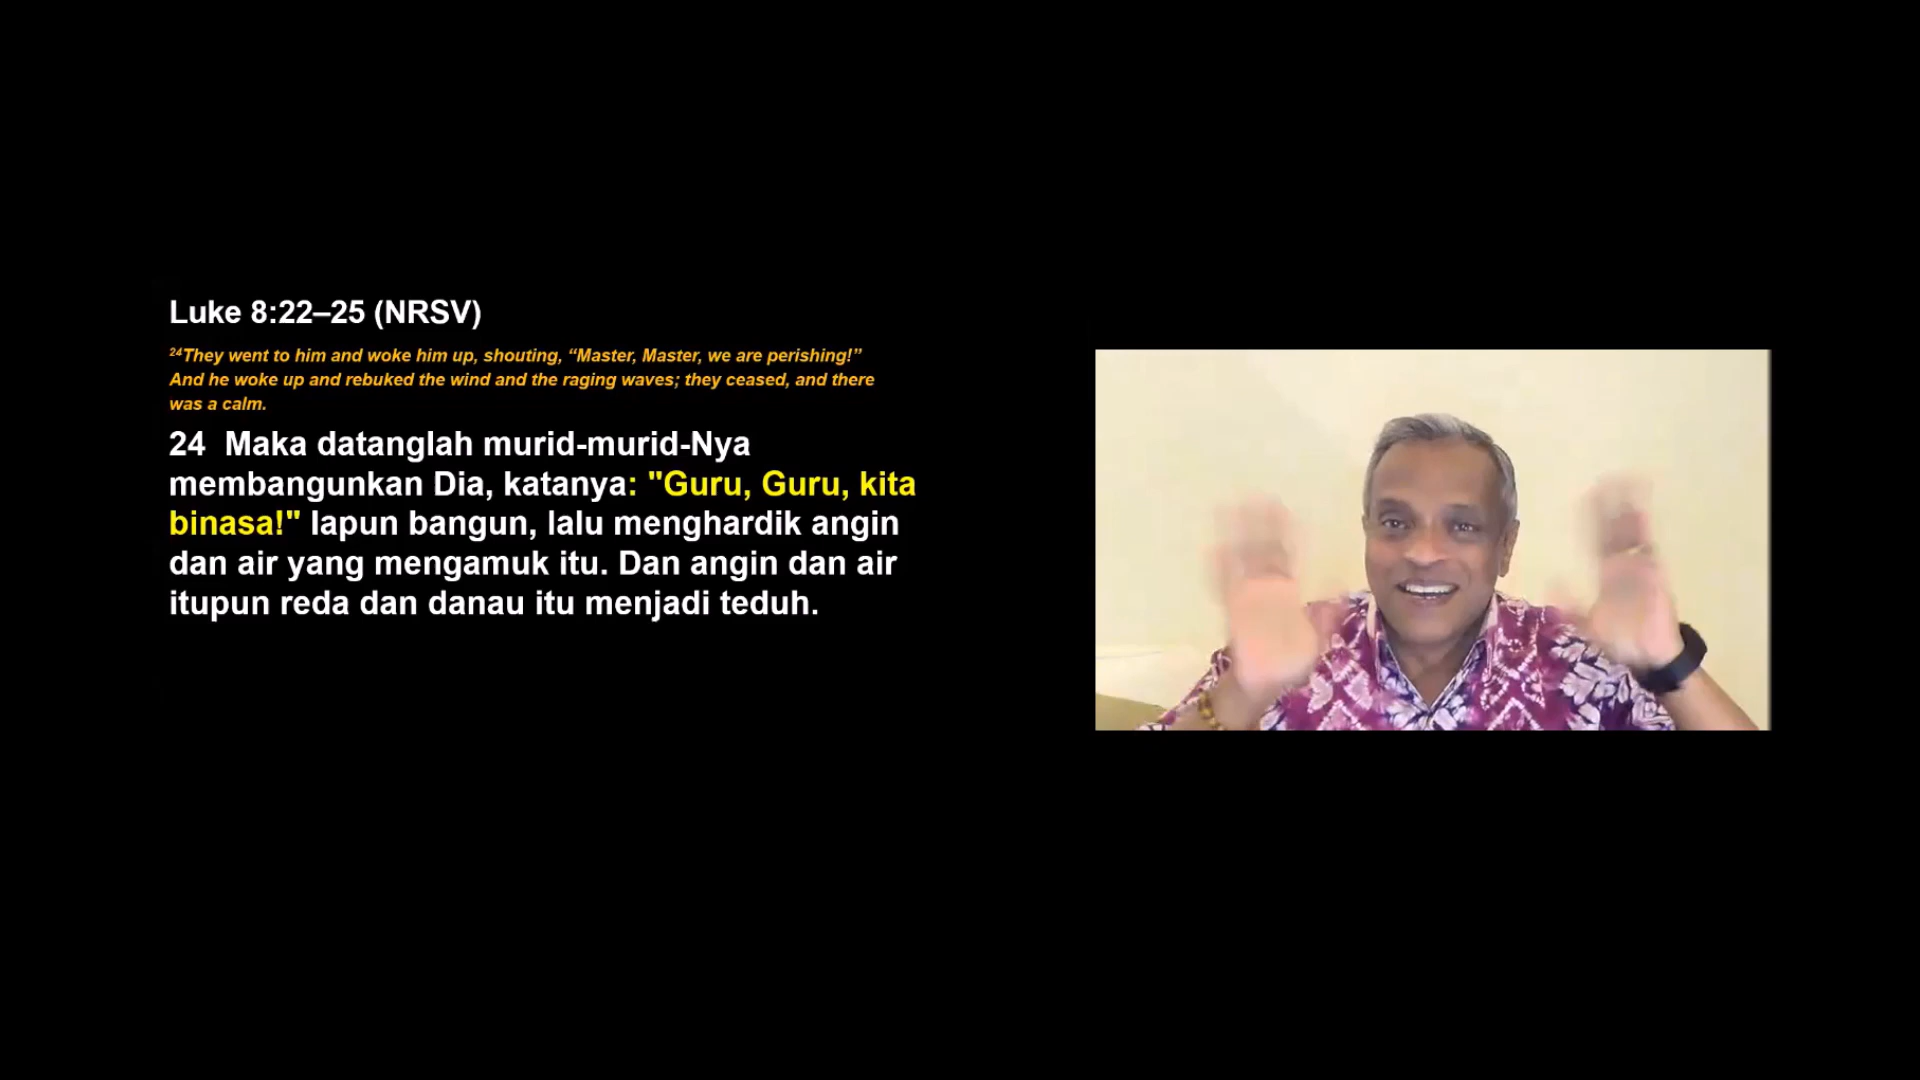 Luke 8:22–25 (NRSV)
²⁴They went to him and woke him up, shouting, “Master, Master, we are perishing!”
And he woke up and rebuked the wind and the raging waves; they ceased, and there
was a calm.
24  Maka datanglah murid-murid-Nya
membangunkan Dia, katanya: "Guru, Guru, kita
binasa!" Iapun bangun, lalu menghardik angin
dan air yang mengamuk itu. Dan angin dan air
itupun reda dan danau itu menjadi teduh.